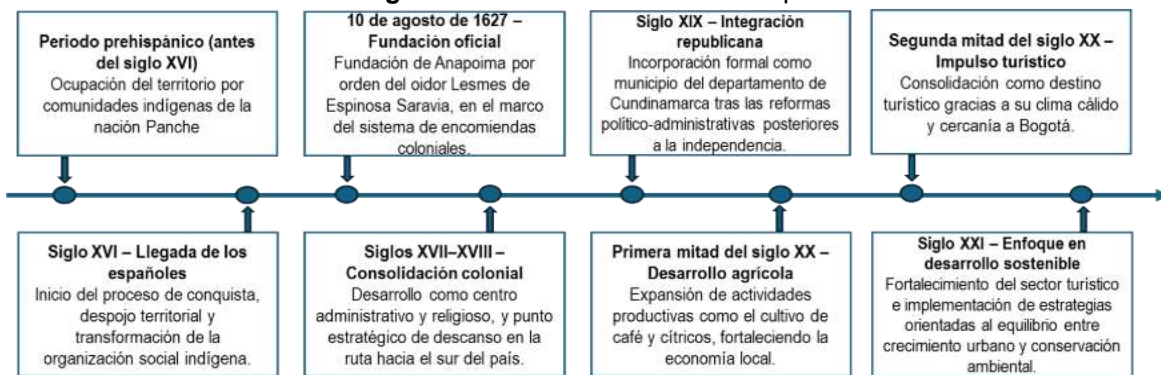 Periodo prehispánico (antes
del siglo XVI)
Ocupación del territorio por
comunidades indígenas de la
nación Panche
10 de agosto de 1627 –
Fundación oficial
Fundación de Anapoima por
orden del oidor Lesmes de
Espinosa Saravia, en el marco
del sistema de encomiendas
coloniales.
Siglo XIX – Integración
republicana
Incorporación formal como
municipio del departamento de
Cundinamarca tras las reformas
político-administrativas posteriores
a la independencia.
Segunda mitad del siglo XX –
Impulso turístico
Consolidación como destino
turístico gracias a su clima cálido
y cercanía a Bogotá.
Siglo XVI – Llegada de los
españoles
Inicio del proceso de conquista,
despojo territorial y
transformación de la
organización social indígena.
Siglos XVII–XVIII –
Consolidación colonial
Desarrollo como centro
administrativo y religioso, y punto
estratégico de descanso en la
ruta hacia el sur del país.
Primera mitad del siglo XX –
Desarrollo agrícola
Expansión de actividades
productivas como el cultivo de
café y cítricos, fortaleciendo la
economía local.
Siglo XXI – Enfoque en
desarrollo sostenible
Fortalecimiento del sector turístico
e implementación de estrategias
orientadas al equilibrio entre
crecimiento urbano y conservación
ambiental.